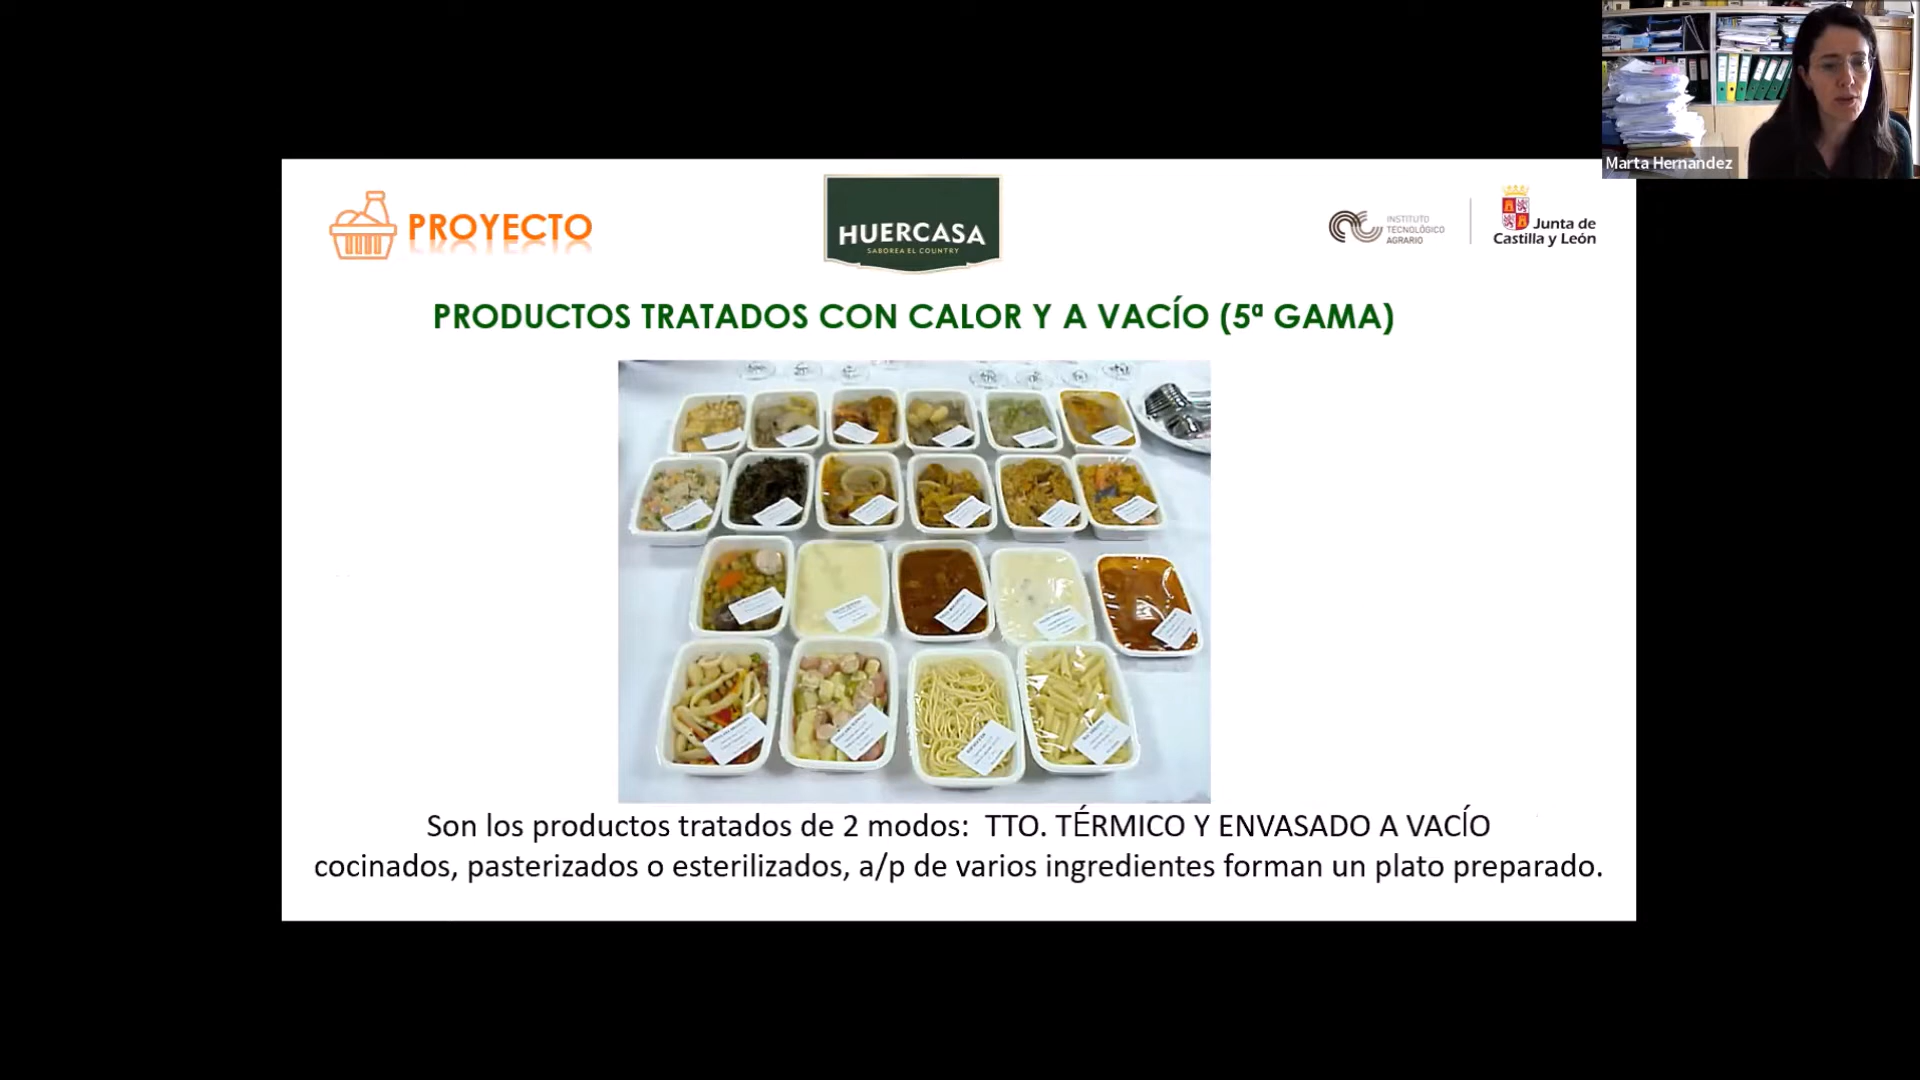 Marta Hernandez
PROYECTO
HUERCASA
SABOREA EL COUNTRY
INSTITUTO
TECNOLÓGICO
AGRARIO
Junta de
Castilla y León
PRODUCTOS TRATADOS CON CALOR Y A VACÍO (5ª GAMA)
Son los productos tratados de 2 modos: TTO. TÉRMICO Y ENVASADO A VACÍO
cocinados, pasterizados o esterilizados, a/p de varios ingredientes forman un plato preparado.